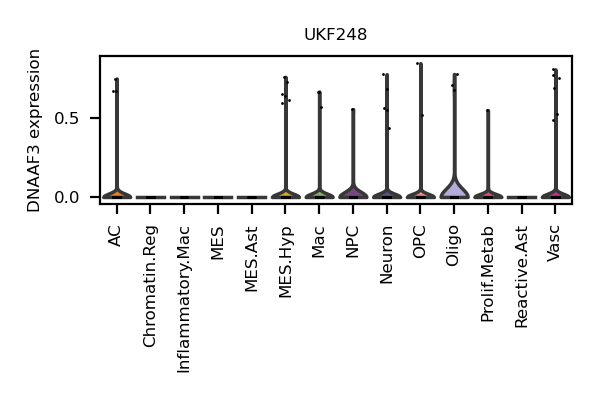 UKF248
DNAAF3 expression
0.5
0.0
AC
Chromatin.Reg
Inflammatory.Mac
MES
MES.Ast
MES.Hyp
Mac
NPC
Neuron
OPC
Oligo
Prolif.Metab
Reactive.Ast
Vasc